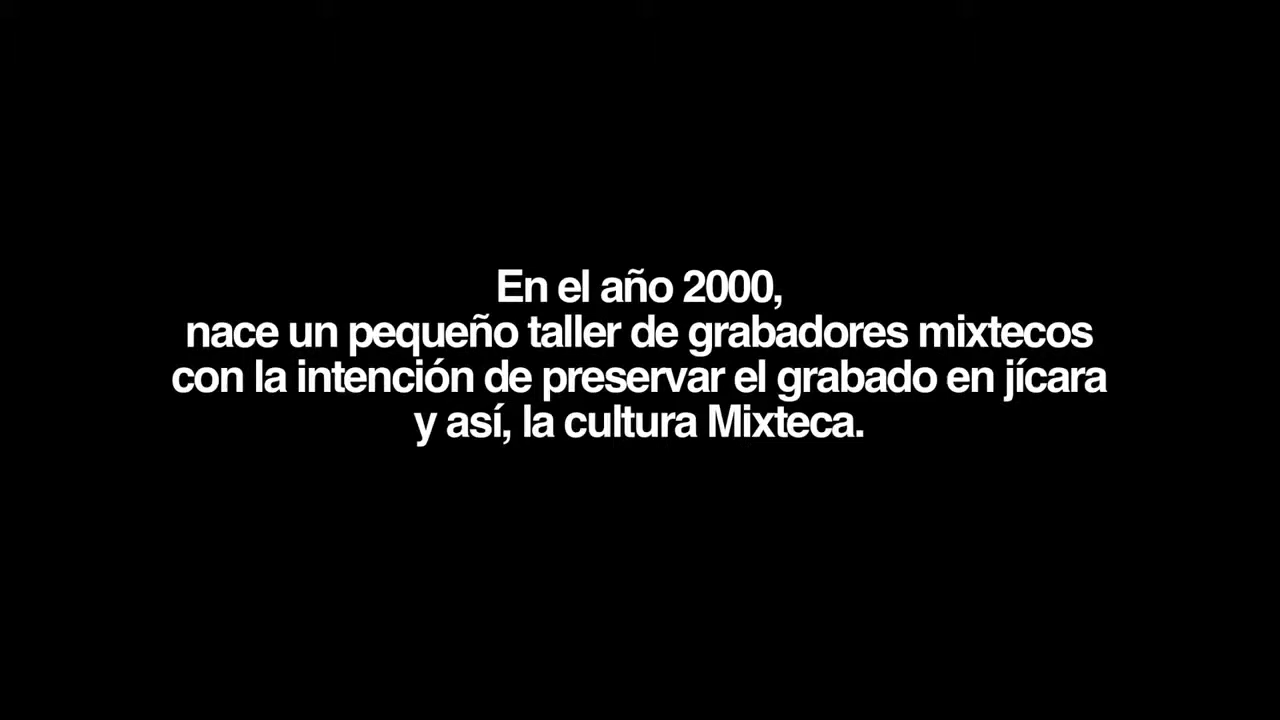 En el año 2000,
nace un pequeño taller de grabadores mixtecos
con la intención de preservar el grabado en jícara
y así, la cultura Mixteca.